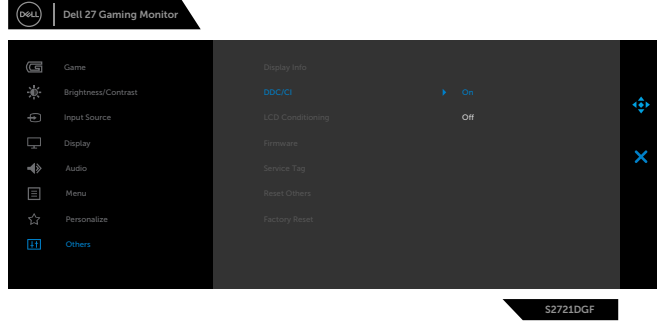 DELL
Dell 27 Gaming Monitor
Game
Display Info
Brightness/Contrast
DDC/CI
On
Input Source
LCD Conditioning
Off
Display
Firmware
Audio
Service Tag
Menu
Reset Others
Personalize
Factory Reset
Others
S2721DGF